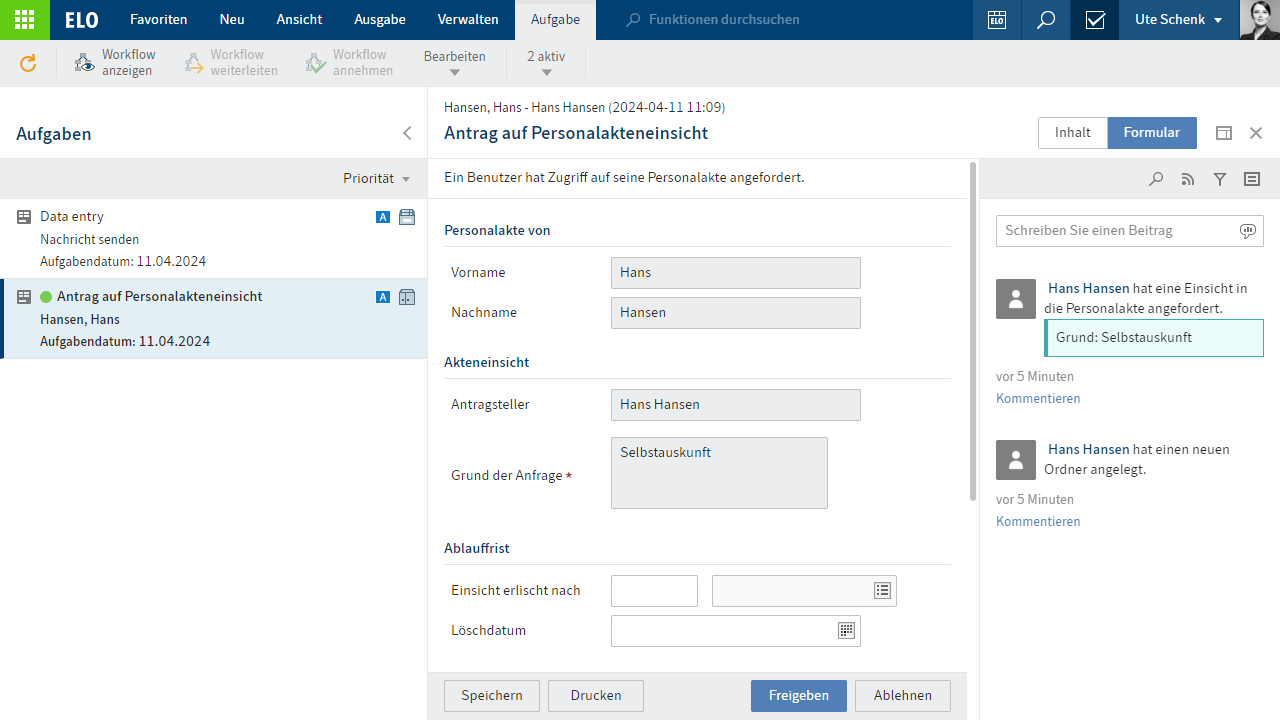 ELO Favoriten Neu Ansicht Ausgabe Verwalten Aufgabe Funktionen durchsuchen ELO Ute Schenk
Workflow anzeigen
Workflow weiterleiten
Workflow annehmen
Bearbeiten
2 aktiv
Aufgaben
Priorität
Data entry A
Nachricht senden
Aufgabendatum: 11.04.2024
Antrag auf Personalakteneinsicht A
Hansen, Hans
Aufgabendatum: 11.04.2024
Hansen, Hans - Hans Hansen (2024-04-11 11:09)
Antrag auf Personalakteneinsicht
Inhalt Formular
Ein Benutzer hat Zugriff auf seine Personalakte angefordert.
Personalakte von
Vorname Hans
Nachname Hansen
Akteneinsicht
Antragsteller Hans Hansen
Selbstauskunft
Grund der Anfrage *
Ablauffrist
Einsicht erlischt nach
Löschdatum
Speichern Drucken Freigeben Ablehnen
Schreiben Sie einen Beitrag
Hans Hansen hat eine Einsicht in
die Personalakte angefordert.
Grund: Selbstauskunft
vor 5 Minuten
Kommentieren
Hans Hansen hat einen neuen
Ordner angelegt.
vor 5 Minuten
Kommentieren